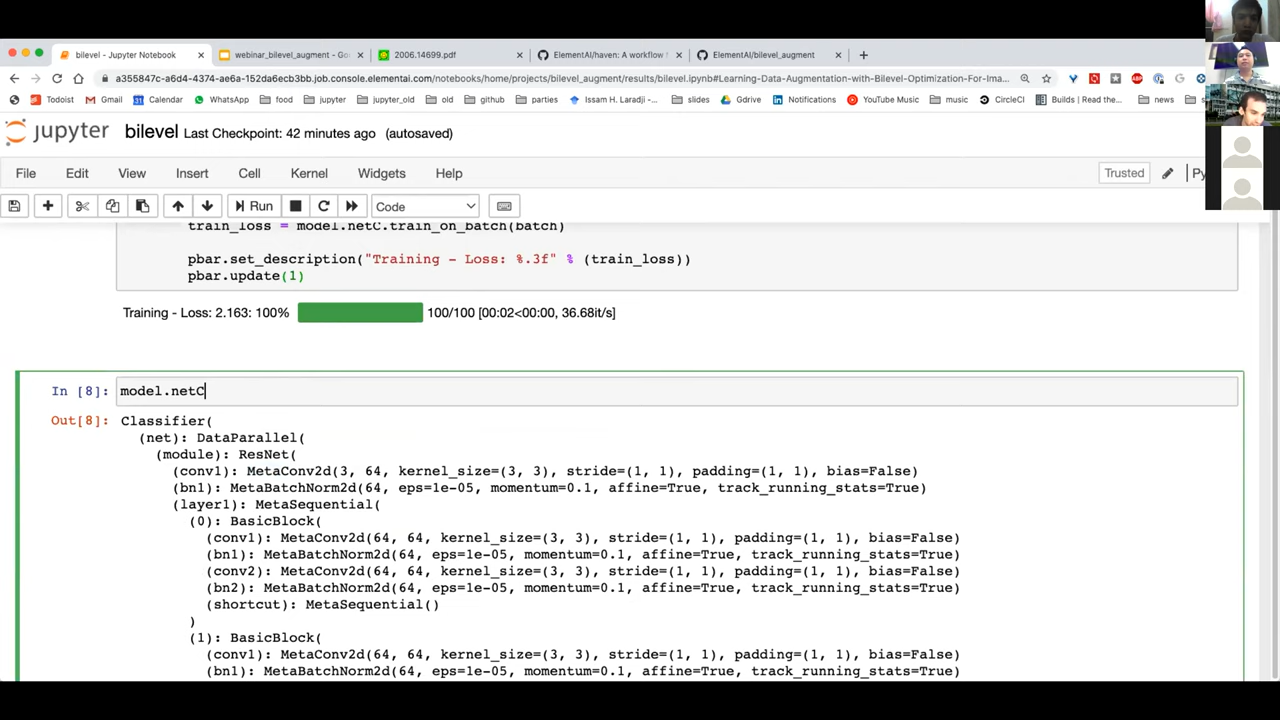 bilevel - Jupyter Notebook
webinar_bilevel_augment - Go
2006.14699.pdf
ElementAI/haven: A workflow f
ElementAI/bilevel_augment
a355847c-a6d4-4374-ae6a-152da6ecb3bb.job.console.elementai.com/notebooks/home/projects/bilevel_augment/results/bilevel.ipynb#Learning-Data-Augmentation-with-Bilevel-Optimization-For-Ima...
Todoist Gmail Calendar WhatsApp food jupyter jupyter_old old github parties Issam H. Laradji -... slides Gdrive Notifications YouTube Music music CircleCI Builds | Read the... news s
jupyter bilevel Last Checkpoint: 42 minutes ago (autosaved)
File Edit View Insert Cell Kernel Widgets Help Trusted Py
Run Code
train_loss = model.netC.train_on_batch(batch)
pbar.set_description("Training - Loss: %.3f" % (train_loss))
pbar.update(1)
Training - Loss: 2.163: 100% 100/100 [00:02<00:00, 36.68it/s]
In [8]: model.netC
Out[8]: Classifier(
(net): DataParallel(
(module): ResNet(
(conv1): MetaConv2d(3, 64, kernel_size=(3, 3), stride=(1, 1), padding=(1, 1), bias=False)
(bn1): MetaBatchNorm2d(64, eps=1e-05, momentum=0.1, affine=True, track_running_stats=True)
(layer1): MetaSequential(
(0): BasicBlock(
(conv1): MetaConv2d(64, 64, kernel_size=(3, 3), stride=(1, 1), padding=(1, 1), bias=False)
(bn1): MetaBatchNorm2d(64, eps=1e-05, momentum=0.1, affine=True, track_running_stats=True)
(conv2): MetaConv2d(64, 64, kernel_size=(3, 3), stride=(1, 1), padding=(1, 1), bias=False)
(bn2): MetaBatchNorm2d(64, eps=1e-05, momentum=0.1, affine=True, track_running_stats=True)
(shortcut): MetaSequential()
)
(1): BasicBlock(
(conv1): MetaConv2d(64, 64, kernel_size=(3, 3), stride=(1, 1), padding=(1, 1), bias=False)
(bn1): MetaBatchNorm2d(64, eps=1e-05, momentum=0.1, affine=True, track_running_stats=True)